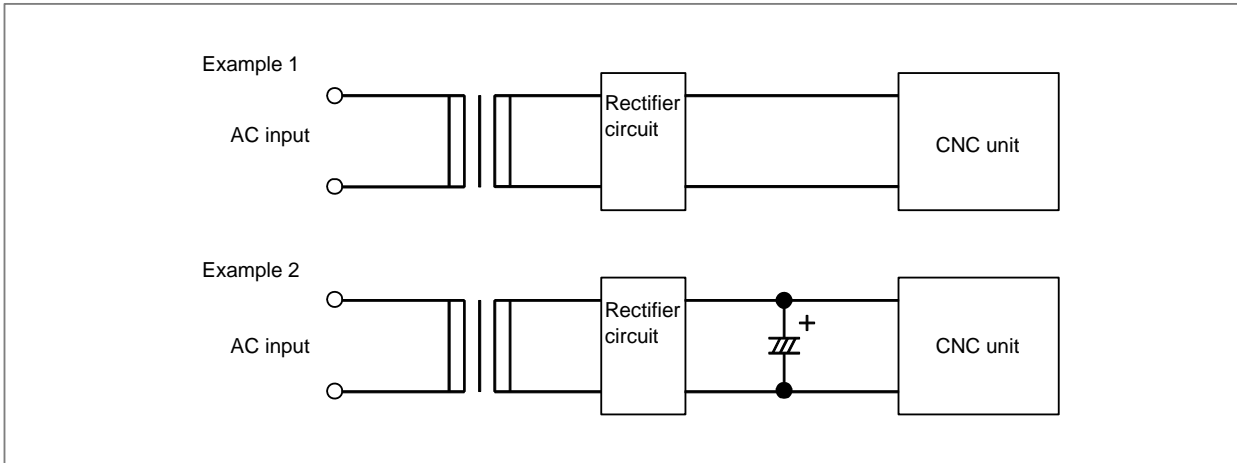 Example 1
AC input
Rectifier
circuit
CNC unit
Example 2
AC input
Rectifier
circuit
+
CNC unit